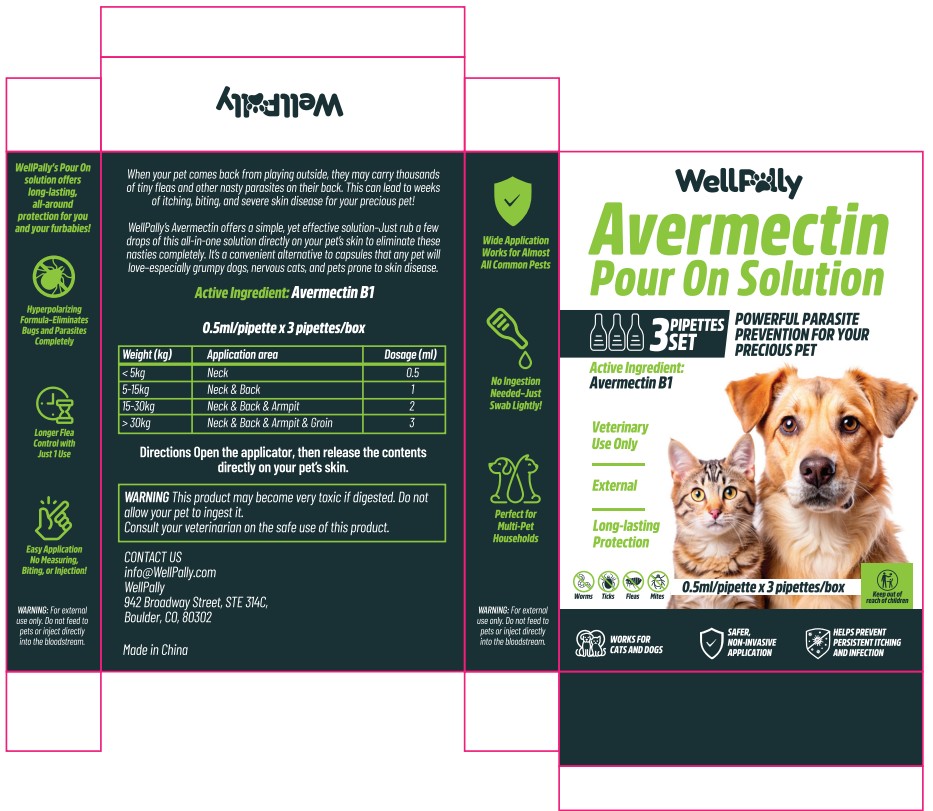 WellPally
WellPally's Pour On
solution offers
long-lasting,
all-around
protection for you
and your furbabies!
Hyperpolarizing
Formula-Eliminates
Bugs and Parasites
Completely
Longer Flea
Control with
Just 1 Use
Easy Application
No Measuring,
Biting, or Injection!
WARNING: For external
use only. Do not feed to
pets or inject directly
into the bloodstream.
When your pet comes back from playing outside, they may carry thousands
of tiny fleas and other nasty parasites on their back. This can lead to weeks
of itching, biting, and severe skin disease for your precious pet!
WellPally's Avermectin offers a simple, yet effective solution-Just rub a few
drops of this all-in-one solution directly on your pet's skin to eliminate these
nasties completely. It's a convenient alternative to capsules that any pet will
love-especially grumpy dogs, nervous cats, and pets prone to skin disease.
Active Ingredient: Avermectin B1
0.5ml/pipette x 3 pipettes/box
Weight (kg) Application area Dosage (ml)
< 5kg Neck 0.5
5-15kg Neck & Back 1
15-30kg Neck & Back & Armpit 2
> 30kg Neck & Back & Armpit & Groin 3
Directions Open the applicator, then release the contents
directly on your pet's skin.
WARNING This product may become very toxic if digested. Do not
allow your pet to ingest it.
Consult your veterinarian on the safe use of this product.
CONTACT US
info@WellPally.com
WellPally
942 Broadway Street, STE 314C,
Boulder, CO, 80302
Made in China
Wide Application
Works for Almost
All Common Pests
No Ingestion
Needed-Just
Swab Lightly!
Perfect for
Multi-Pet
Households
WARNING: For external
use only. Do not feed to
pets or inject directly
into the bloodstream.
WellPally
Avermectin
Pour On Solution
3 PIPETTES
SET
POWERFUL PARASITE
PREVENTION FOR YOUR
PRECIOUS PET
Active Ingredient:
Avermectin B1
Veterinary
Use Only
External
Long-lasting
Protection
Worms Ticks Fleas Mites
0.5ml/pipette x 3 pipettes/box
Keep out of
reach of children
WORKS FOR
CATS AND DOGS
SAFER,
NON-INVASIVE
APPLICATION
HELPS PREVENT
PERSISTENT ITCHING
AND INFECTION